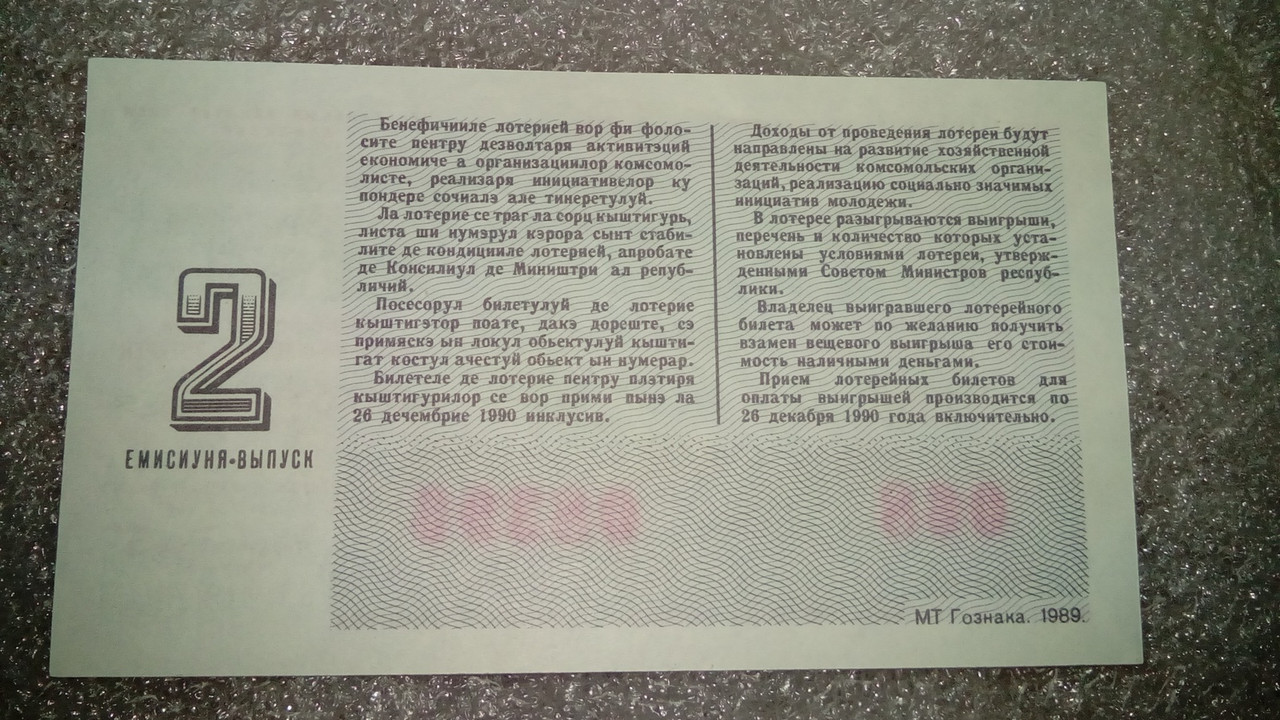 Бенефичииле лотерией вор фи фоло-
сите пентру дезволтаря активитэций
економиче а организациилор комсомо-
листе, реализаря инициативелор ку
пондере сочиалэ але тинеретулуй.
Ла лотерие се траг ла сорц кыштигурь,
листа ши нумэрул кэрора сынт стаби-
лите де кондицииле лотерией, апробате
де Консилиул де Миништри ал репуб-
личий.
Посесорул билетулуй де лотерие
кыштигэтор поате, дакэ дореште, сэ
примяскэ ын локул обьектулуй кышти-
гат костул ачестуй обьект ын нумерар.
Билетеле де лотерие пентру плэтиря
кыштигурилор се вор прими пынэ ла
26 дечембрие 1990 инклусив.
Доходы от проведения лотереи будут
направлены на развитие хозяйственной
деятельности комсомольских органи-
заций, реализацию социально значимых
инициатив молодежи.
В лотерее разыгрываются выигрыши,
перечень и количество которых уста-
новлены условиями лотереи, утверж-
денными Советом Министров респуб-
лики.
Владелец выигравшего лотерейного
билета может по желанию получить
взамен вещевого выигрыша его стои-
мость наличными деньгами.
Прием лотерейных билетов для
оплаты выигрышей производится по
26 декабря 1990 года включительно.
2
ЕМИСИУНЯ•ВЫПУСК
МТ Гознака. 1989.